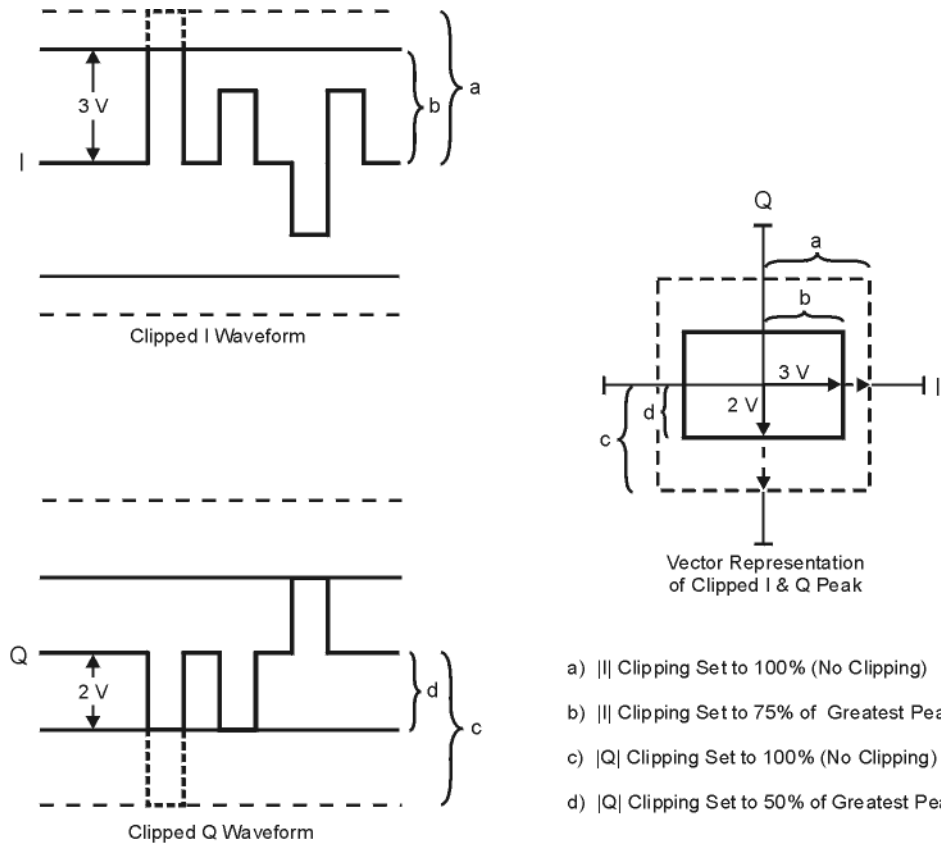 3 V
b
a
I
Clipped I Waveform
Q
a
b
3 V
I
2 V
d
c
Vector Representation
of Clipped I & Q Peak
Q
2 V
d
c
Clipped Q Waveform
a) |I| Clipping Set to 100% (No Clipping)
b) |I| Clipping Set to 75% of Greatest Pea
c) |Q| Clipping Set to 100% (No Clipping)
d) |Q| Clipping Set to 50% of Greatest Pea